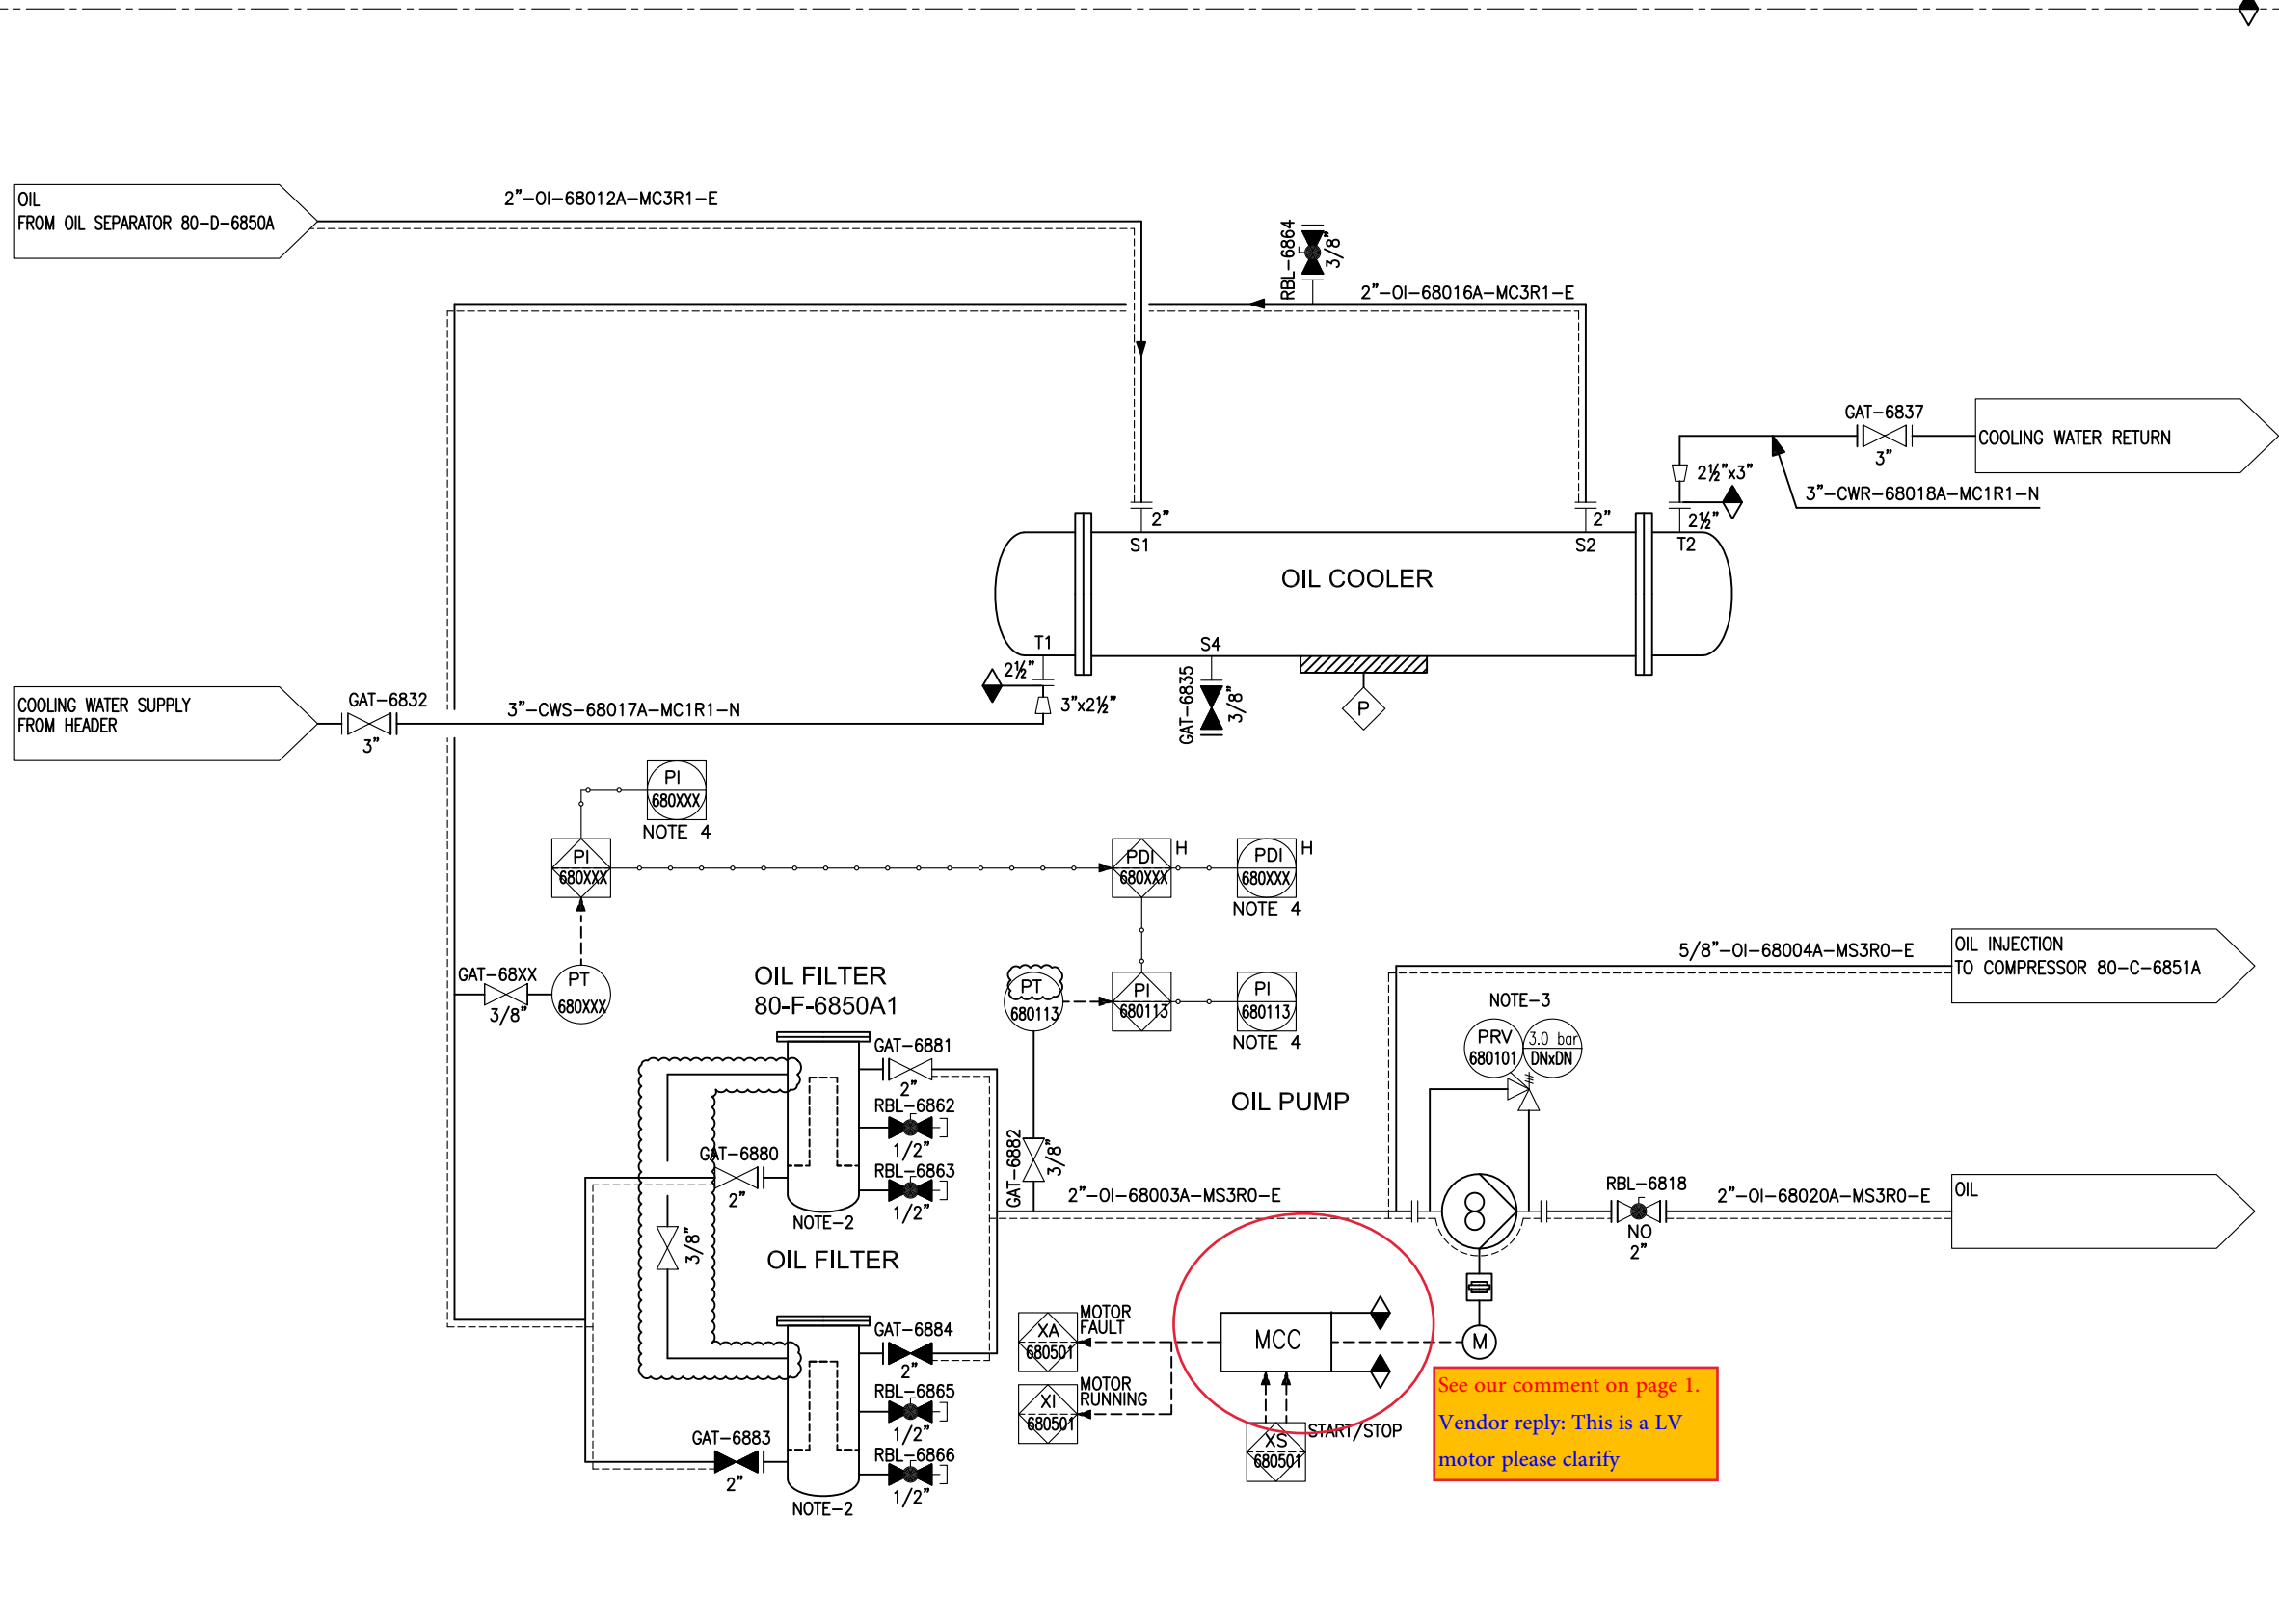 OIL
FROM OIL SEPARATOR 80-D-6850A
2"-OI-68012A-MC3R1-E
RBL-6864
3/8"
2"-OI-68016A-MC3R1-E
GAT-6837
3"
COOLING WATER RETURN
2½"x3"
3"-CWR-68018A-MC1R1-N
2"
S1
2"
S2
2½"
T2
OIL COOLER
T1
S4
2½"
3"x2½"
GAT-6835
3/8"
P
COOLING WATER SUPPLY
FROM HEADER
GAT-6832
3"
3"-CWS-68017A-MC1R1-N
PI
680XXX
NOTE 4
PI
680XXX
PDI
680XXX
H
PDI
680XXX
H
NOTE 4
GAT-68XX
3/8"
PT
680XXX
OIL FILTER
80-F-6850A1
PT
680113
PI
680113
PI
680113
NOTE 4
5/8"-OI-68004A-MS3R0-E
OIL INJECTION
TO COMPRESSOR 80-C-6851A
NOTE-3
PRV
680101
3.0 bar
DNxDN
GAT-6881
2"
RBL-6862
1/2"
OIL PUMP
GAT-6880
2"
RBL-6863
1/2"
GAT-6882
3/8"
2"-OI-68003A-MS3R0-E
RBL-6818
NO
2"
2"-OI-68020A-MS3R0-E
OIL
NOTE-2
3/8"
OIL FILTER
GAT-6884
2"
RBL-6865
1/2"
GAT-6883
2"
RBL-6866
1/2"
NOTE-2
XA
680501
MOTOR
FAULT
XI
680501
MOTOR
RUNNING
MCC
M
XS
680501
START/STOP
See our comment on page 1.
Vendor reply: This is a LV
motor please clarify